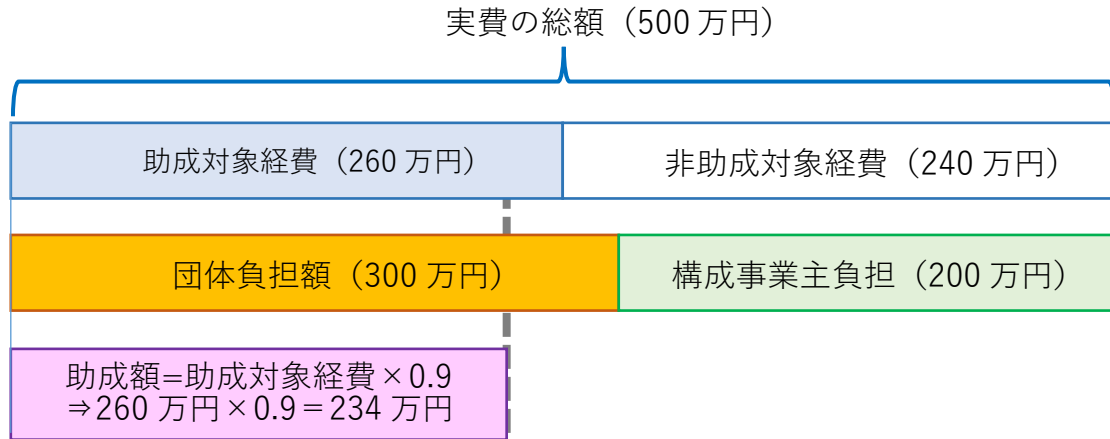 実費の総額（500 万円）
助成対象経費（260 万円）
非助成対象経費（240 万円）
団体負担額（300 万円）
構成事業主負担（200 万円）
助成額=助成対象経費×0.9
⇒260 万円×0.9＝234 万円